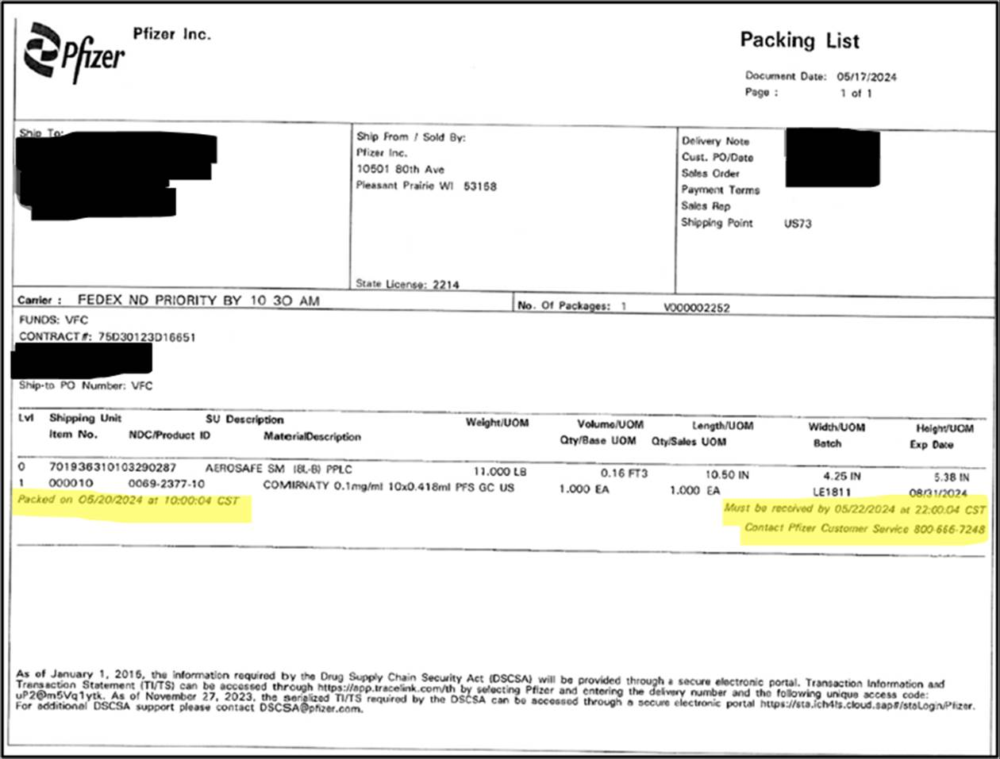 Pfizer
Pfizer Inc.
Packing List
Document Date: 05/17/2024
Page : 1 of 1
Ship To:
Ship From / Sold By:
Pfizer Inc.
10501 80th Ave
Pleasant Prairie WI 53158
State License: 2214
Delivery Note
Cust. PO/Date
Sales Order
Payment Terms
Sales Rep
Shipping Point US73
Carrier : FEDEX ND PRIORITY BY 10 30 AM
No. Of Packages: 1 V000002252
FUNDS: VFC
CONTRACT#: 75D30123D16651
Ship-to PO Number: VFC
Lvl Shipping Unit SU Description Weight/UOM Volume/UOM Length/UOM Width/UOM Height/UOM
Item No. NDC/Product ID MaterialDescription Qty/Base UOM Qty/Sales UOM Batch Exp Date
0 701936310103290287 AEROSAFE SM (8L-B) PPLC 11.000 LB 0.16 FT3 10.50 IN 4.25 IN 5.38 IN
1 000010 0069-2377-10 COMIRNATY 0.1mg/ml 10x0.418ml PFS GC US 1.000 EA 1.000 EA LE1811 08/31/2024
Packed on 05/20/2024 at 10:00:04 CST
Must be received by 05/22/2024 at 22:00:04 CST
Contact Pfizer Customer Service 800-666-7248
As of January 1, 2015, the information required by the Drug Supply Chain Security Act (DSCSA) will be provided through a secure electronic portal. Transaction Information and
Transaction Statement (TI/TS) can be accessed through https://app.tracelink.com/th by selecting Pfizer and entering the delivery number and the following unique access code:
uP2@m5Vq1ytk. As of November 27, 2023, the serialized TI/TS required by the DSCSA can be accessed through a secure electronic portal
For additional DSCSA support please contact DSCSA@pfizer.com.